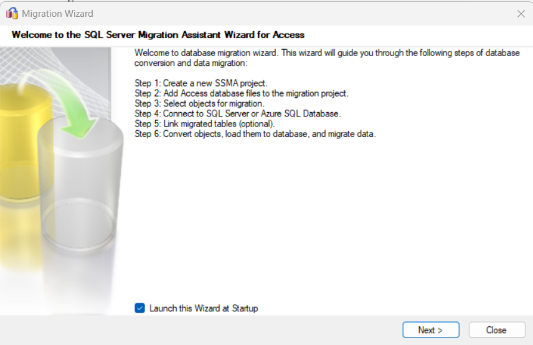 Migration Wizard
Welcome to the SQL Server Migration Assistant Wizard for Access
Welcome to database migration wizard. This wizard will guide you through the following steps of database
conversion and data migration:
Step 1: Create a new SSMA project.
Step 2: Add Access database files to the migration project.
Step 3: Select objects for migration.
Step 4: Connect to SQL Server or Azure SQL Database.
Step 5: Link migrated tables (optional).
Step 6: Convert objects, load them to database, and migrate data.
Launch this Wizard at Startup
Next >
Close